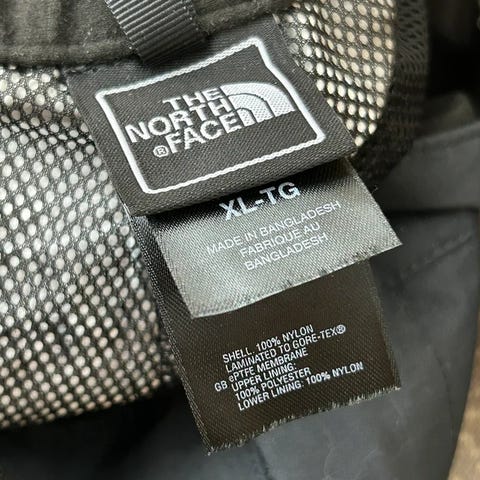 THE
NORTH
FACE
®
XL-TG
MADE IN BANGLADESH
FABRIQUÉ AU
BANGLADESH
SHELL 100% NYLON
LAMINATED TO GORE-TEX®
GB ePTFE MEMBRANE
UPPER LINING:
100% POLYESTER
LOWER LINING: 100% NYLON